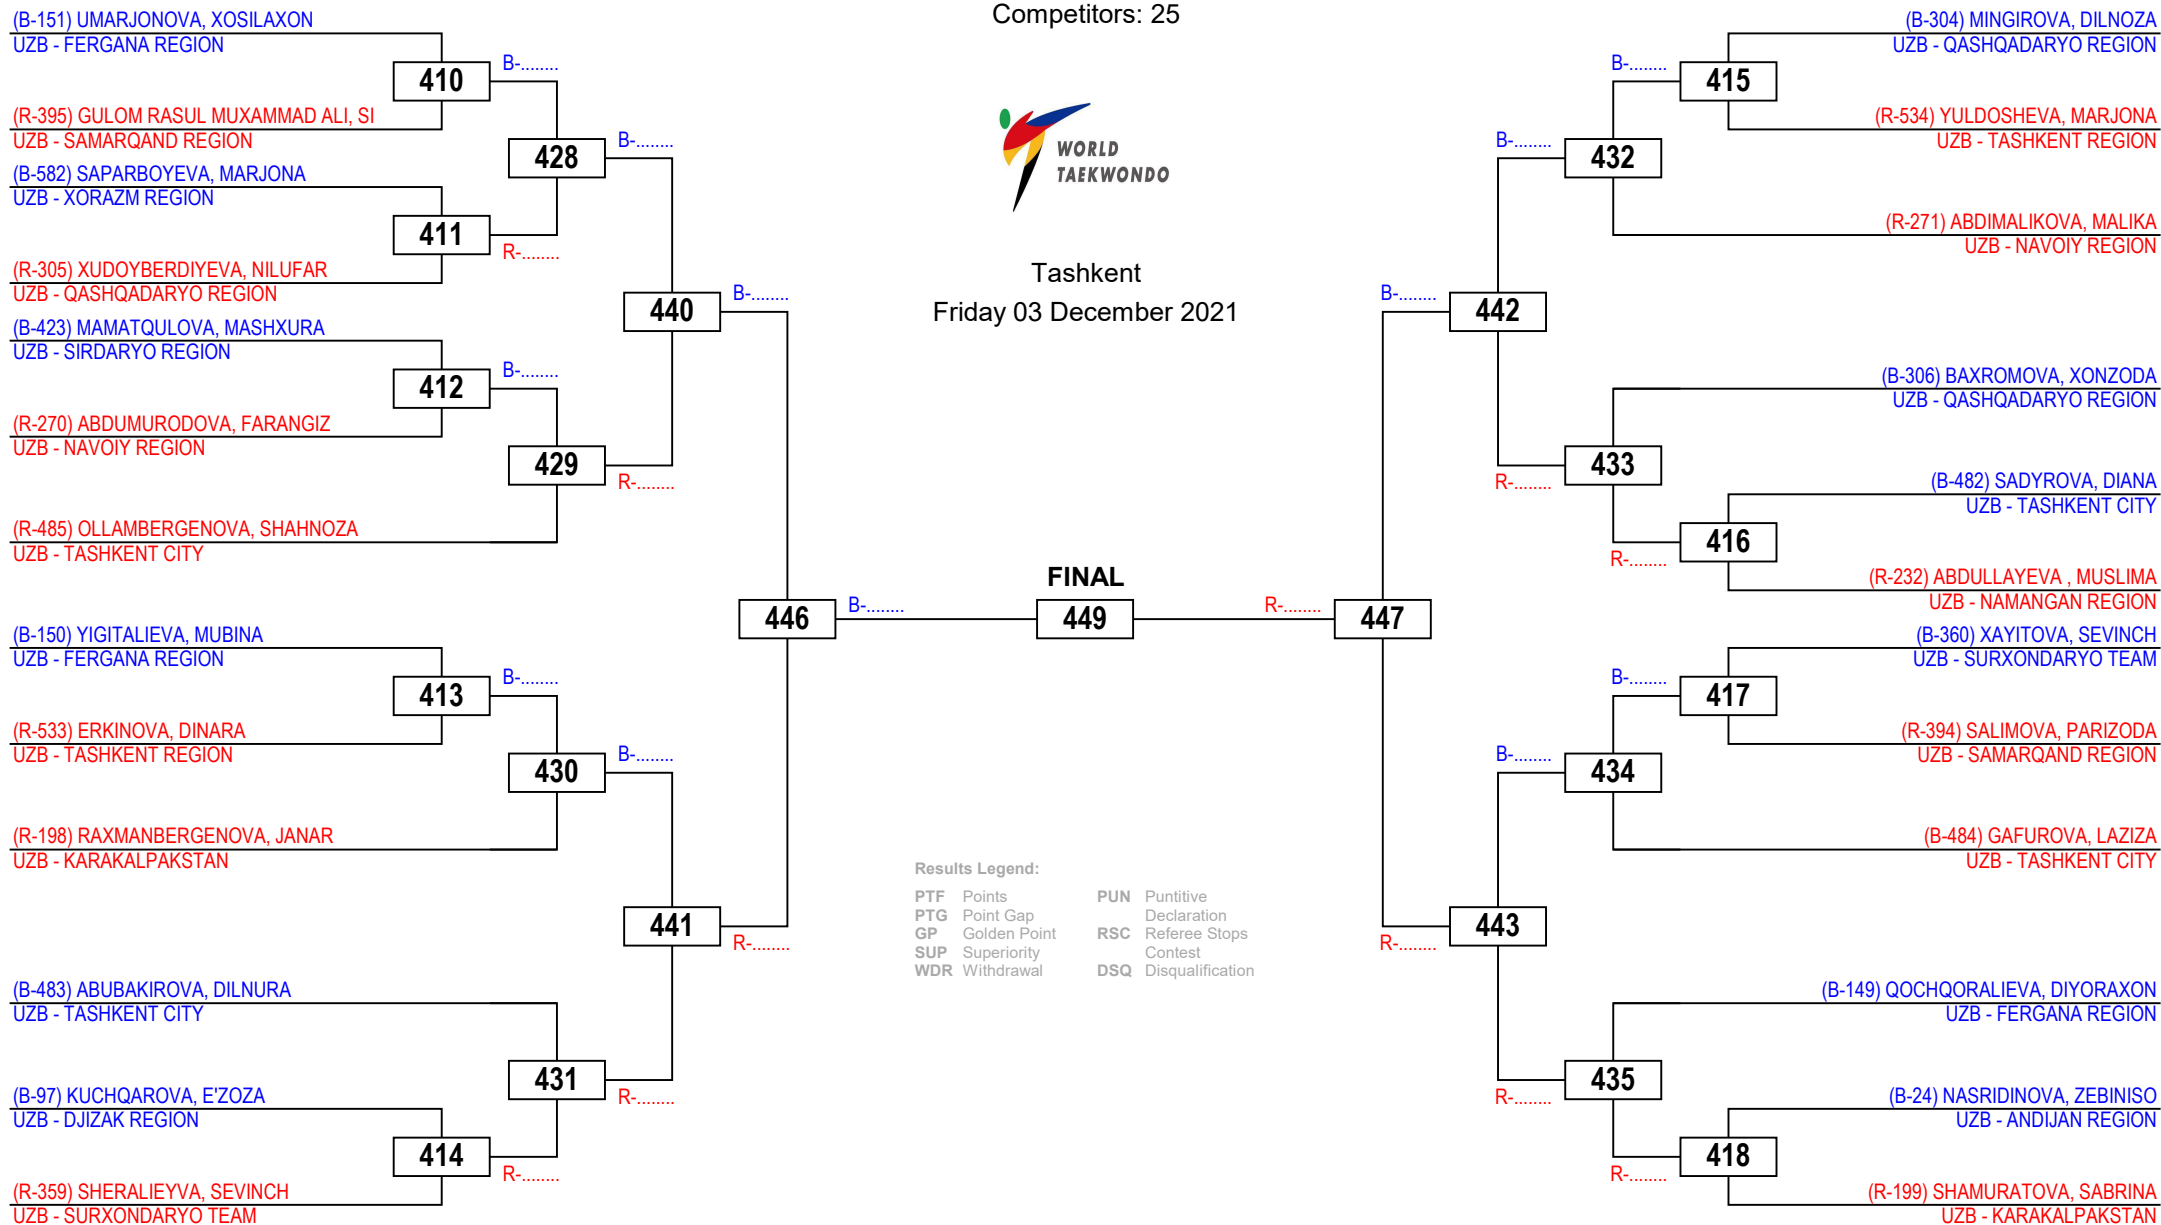 Competitors: 25
WORLD
TAEKWONDO
Tashkent
Friday 03 December 2021
(B-151) UMARJONOVA, XOSILAXON
UZB - FERGANA REGION
410
B-........
(R-395) GULOM RASUL MUXAMMAD ALI, SI
UZB - SAMARQAND REGION
428
B-........
(B-582) SAPARBOYEVA, MARJONA
UZB - XORAZM REGION
411
R-........
(R-305) XUDOYBERDIYEVA, NILUFAR
UZB - QASHQADARYO REGION
440
B-........
(B-423) MAMATQULOVA, MASHXURA
UZB - SIRDARYO REGION
412
B-........
(R-270) ABDUMURODOVA, FARANGIZ
UZB - NAVOIY REGION
429
R-........
(R-485) OLLAMBERGENOVA, SHAHNOZA
UZB - TASHKENT CITY
446
B-........
(B-150) YIGITALIEVA, MUBINA
UZB - FERGANA REGION
413
B-........
(R-533) ERKINOVA, DINARA
UZB - TASHKENT REGION
430
B-........
(R-198) RAXMANBERGENOVA, JANAR
UZB - KARAKALPAKSTAN
441
R-........
(B-483) ABUBAKIROVA, DILNURA
UZB - TASHKENT CITY
431
R-........
(B-97) KUCHQAROVA, E'ZOZA
UZB - DJIZAK REGION
414
R-........
(R-359) SHERALIEYVA, SEVINCH
UZB - SURXONDARYO TEAM
FINAL
449
(B-304) MINGIROVA, DILNOZA
UZB - QASHQADARYO REGION
B-........
415
(R-534) YULDOSHEVA, MARJONA
UZB - TASHKENT REGION
B-........
432
(R-271) ABDIMALIKOVA, MALIKA
UZB - NAVOIY REGION
B-........
442
(B-306) BAXROMOVA, XONZODA
UZB - QASHQADARYO REGION
R-........
433
(B-482) SADYROVA, DIANA
UZB - TASHKENT CITY
R-........
416
(R-232) ABDULLAYEVA , MUSLIMA
UZB - NAMANGAN REGION
R-........
447
(B-360) XAYITOVA, SEVINCH
UZB - SURXONDARYO TEAM
B-........
417
(R-394) SALIMOVA, PARIZODA
UZB - SAMARQAND REGION
B-........
434
(B-484) GAFUROVA, LAZIZA
UZB - TASHKENT CITY
R-........
443
(B-149) QOCHQORALIEVA, DIYORAXON
UZB - FERGANA REGION
R-........
435
(B-24) NASRIDINOVA, ZEBINISO
UZB - ANDIJAN REGION
R-........
418
(R-199) SHAMURATOVA, SABRINA
UZB - KARAKALPAKSTAN
Results Legend:
PTF Points
PTG Point Gap
GP Golden Point
SUP Superiority
WDR Withdrawal
PUN Puntitive
Declaration
RSC Referee Stops
Contest
DSQ Disqualification